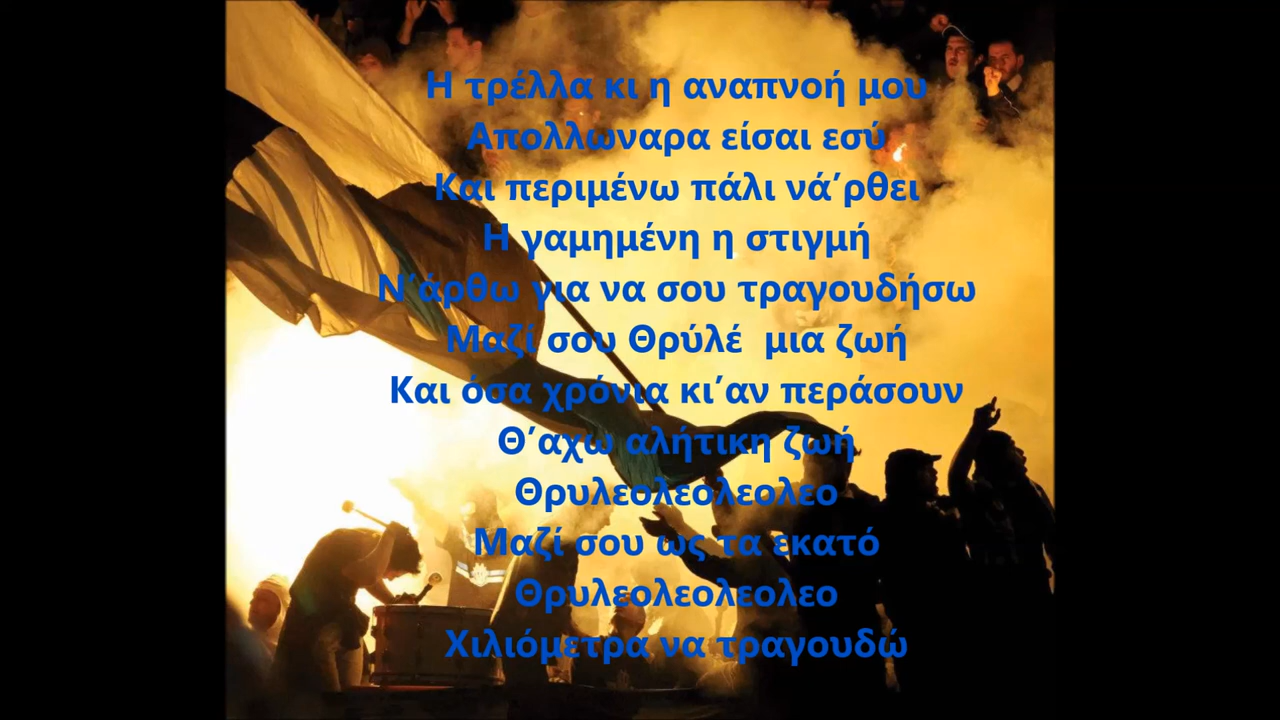 Η τρέλλα κι η αναπνοή μου
Απολλωναρα είσαι εσύ
Και περιμένω πάλι νά΄ρθει
Η γαμημένη η στιγμή
Ν΄άρθω για να σου τραγουδήσω
Μαζί σου Θρύλέ  μια ζωή
Και όσα χρόνια κι΄αν περάσουν
Θ΄αχω αλήτικη ζωή
Θρυλεολεολεολεο
Μαζί σου ως τα εκατό
Θρυλεολεολεολεο
Χιλιόμετρα να τραγουδώ